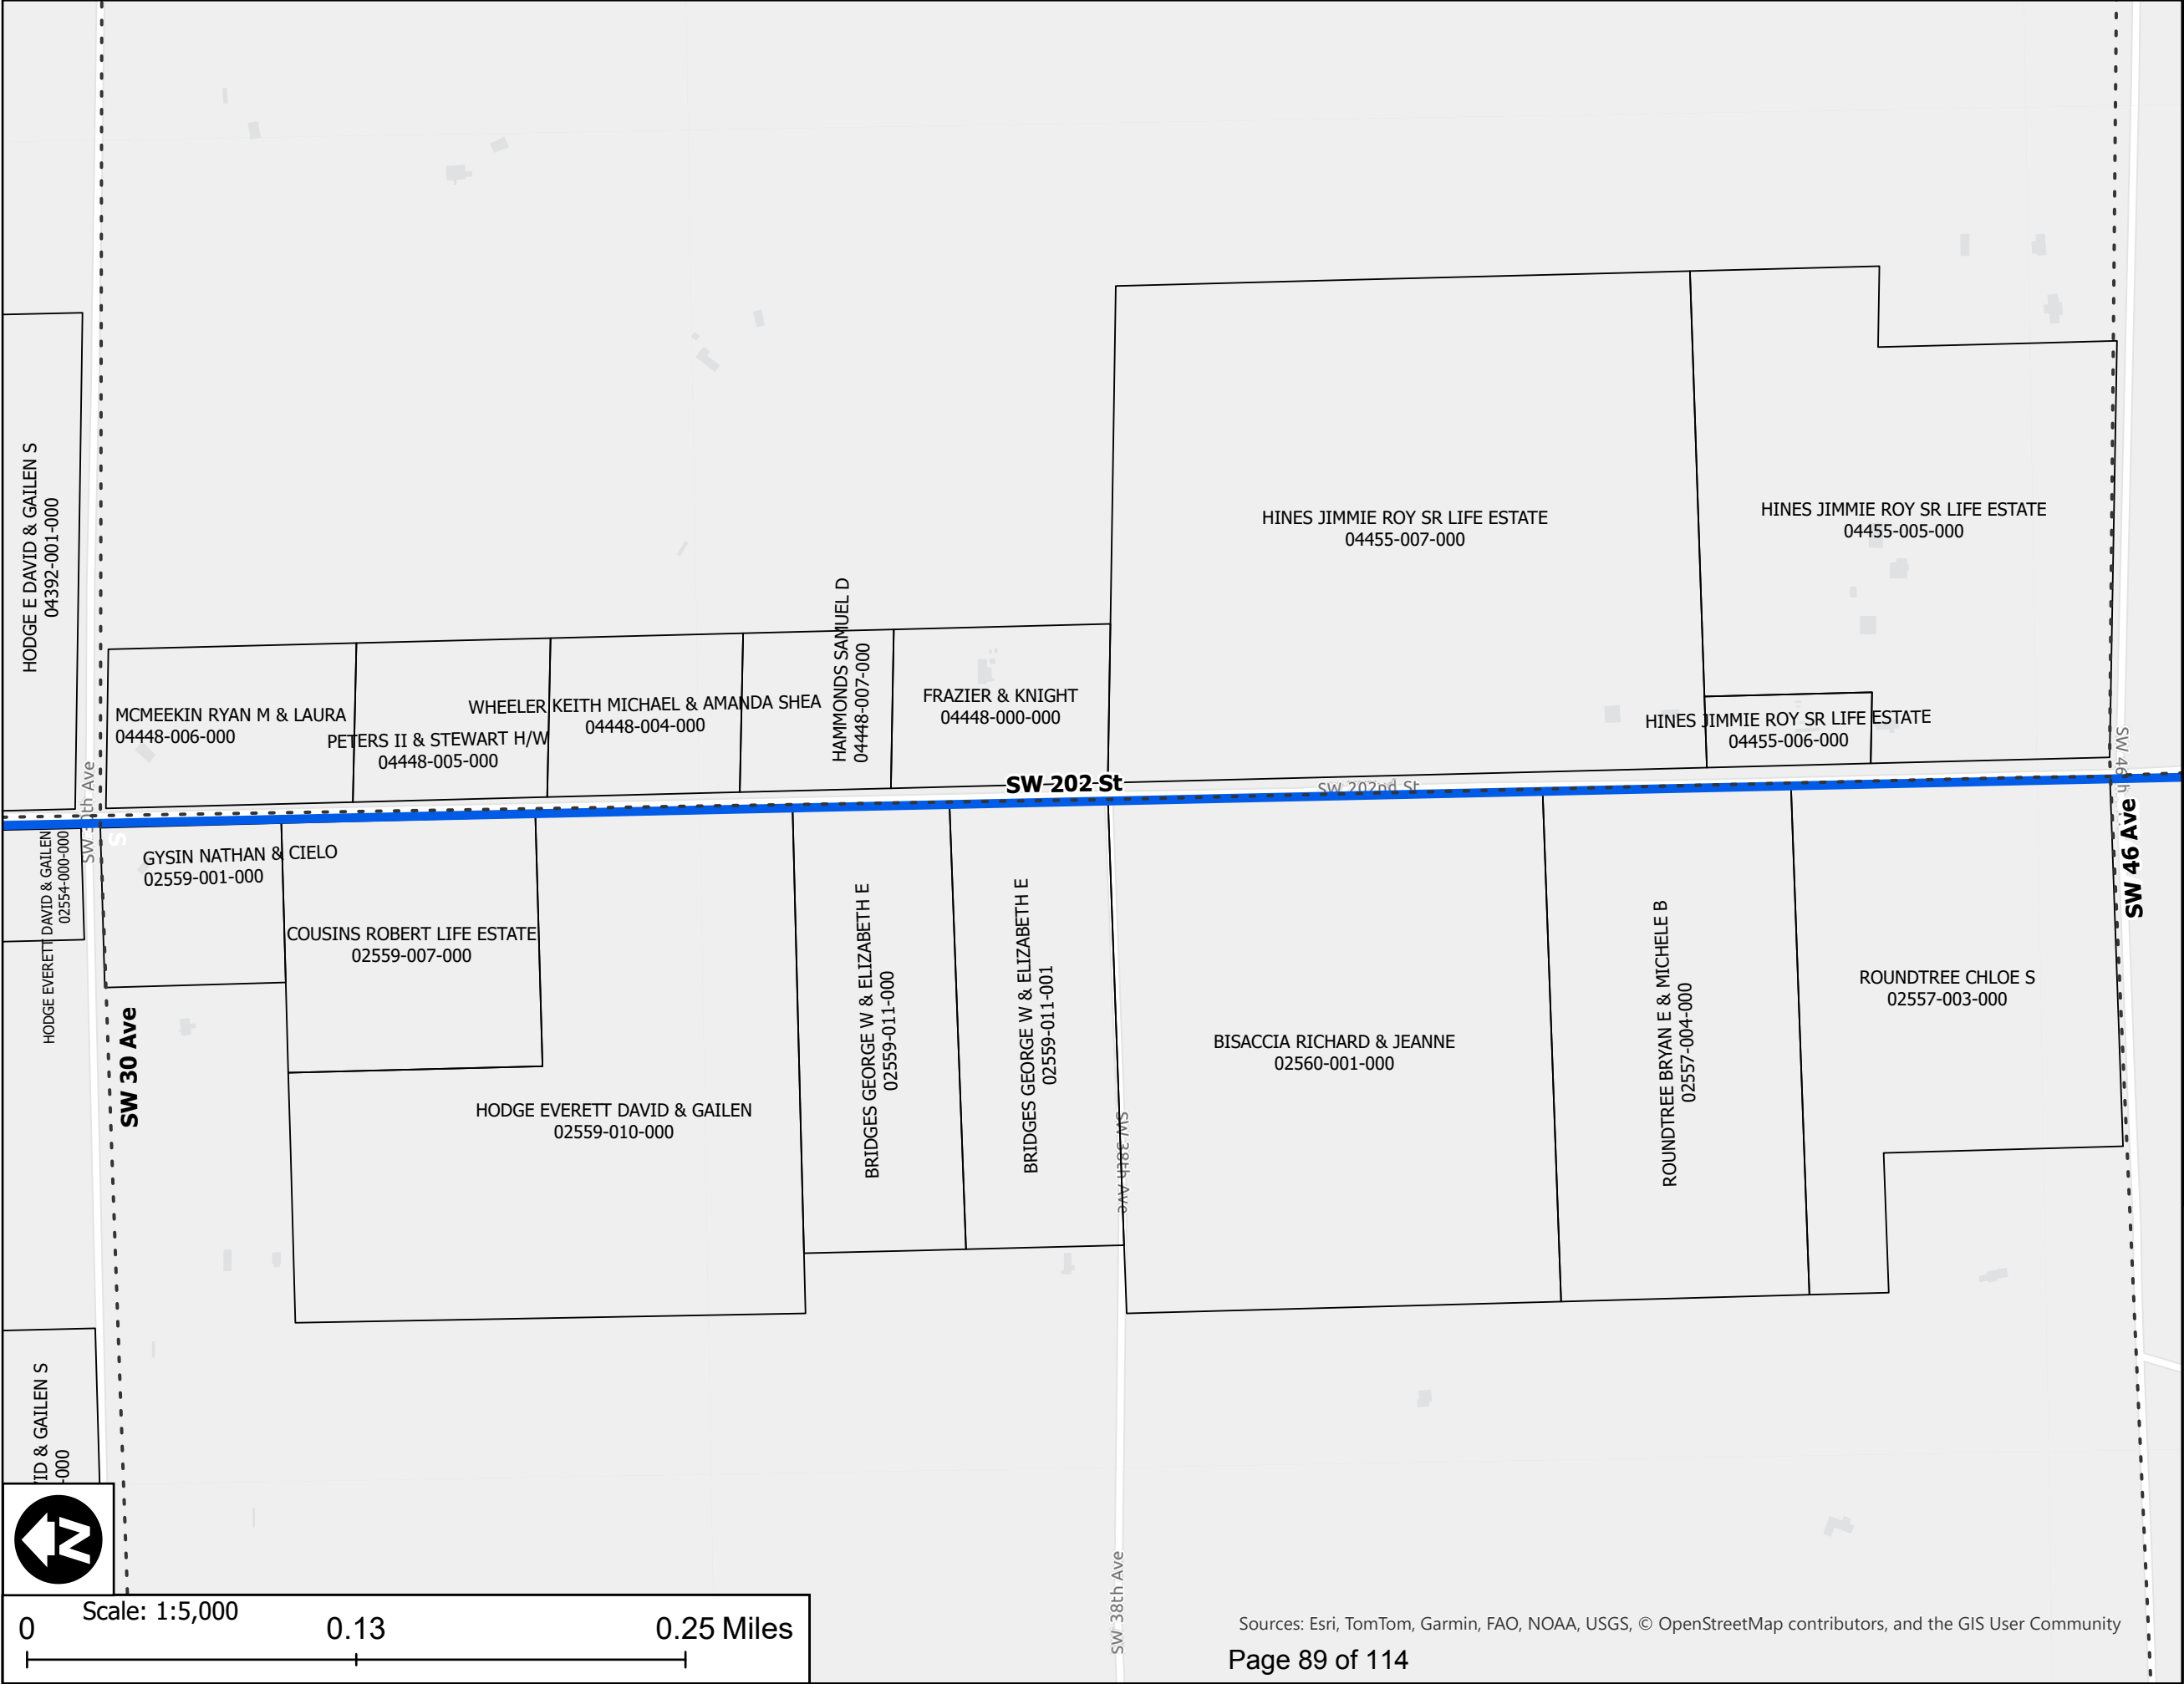 HODGE E DAVID & GAILEN S
04392-001-000
HINES JIMMIE ROY SR LIFE ESTATE
04455-007-000
HINES JIMMIE ROY SR LIFE ESTATE
04455-005-000
MCMEEKIN RYAN M & LAURA
04448-006-000
PETERS II & STEWART H/W
04448-005-000
WHEELER KEITH MICHAEL & AMANDA SHEA
04448-004-000
HAMMONDS SAMUEL D
04448-007-000
FRAZIER & KNIGHT
04448-000-000
HINES JIMMIE ROY SR LIFE ESTATE
04455-006-000
SW 202 St
SW 202nd St
SW 46th
SW 46 Ave
SW 30th Ave
S
HODGE EVERETT DAVID & GAILEN
02554-000-000
GYSIN NATHAN & CIELO
02559-001-000
COUSINS ROBERT LIFE ESTATE
02559-007-000
SW 30 Ave
HODGE EVERETT DAVID & GAILEN
02559-010-000
BRIDGES GEORGE W & ELIZABETH E
02559-011-000
BRIDGES GEORGE W & ELIZABETH E
02559-011-001
SW 38th Ave
BISACCIA RICHARD & JEANNE
02560-001-000
ROUNDTREE BRYAN E & MICHELE B
02557-004-000
ROUNDTREE CHLOE S
02557-003-000
ID & GAILEN S
-000
N
Scale: 1:5,000
0 0.13 0.25 Miles
SW 38th Ave
Sources: Esri, TomTom, Garmin, FAO, NOAA, USGS, © OpenStreetMap contributors, and the GIS User Community
Page 89 of 114